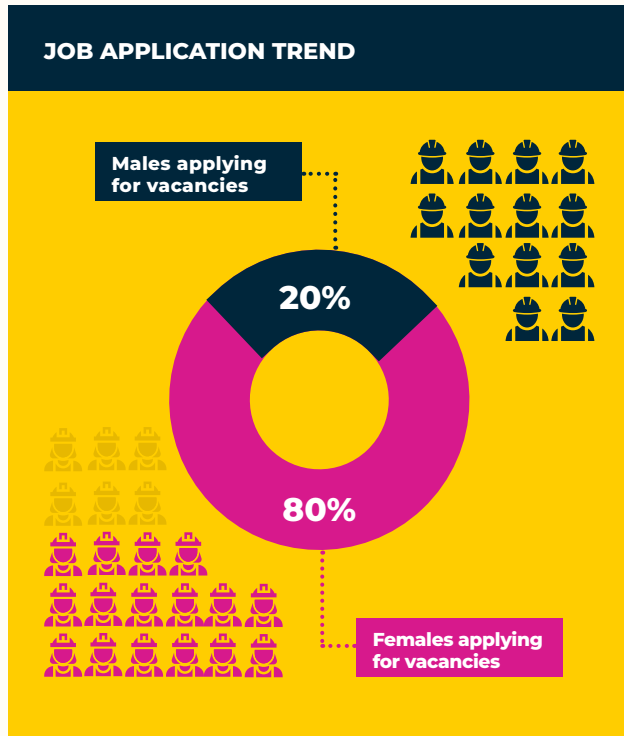 JOB APPLICATION TREND
Males applying
for vacancies
20%
80%
Females applying
for vacancies